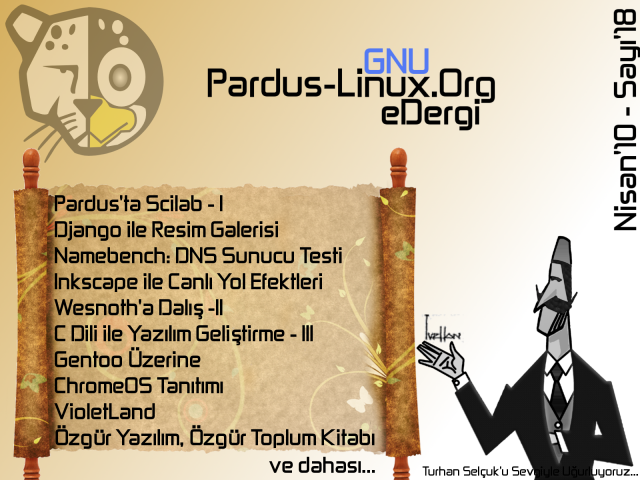 GNU
Pardus-Linux.Org
eDergi
Nisan'10 - Sayı'18
Pardus'ta Scilab - I
Django ile Resim Galerisi
Namebench: DNS Sunucu Testi
Inkscape ile Canlı Yol Efektleri
Wesnoth'a Dalış -II
C Dili ile Yazılım Geliştirme - III
Gentoo Üzerine
ChromeOS Tanıtımı
VioletLand
Özgür Yazılım, Özgür Toplum Kitabı
ve dahası...
Turhan Selçuk'u Sevgiyle Uğurluyoruz...